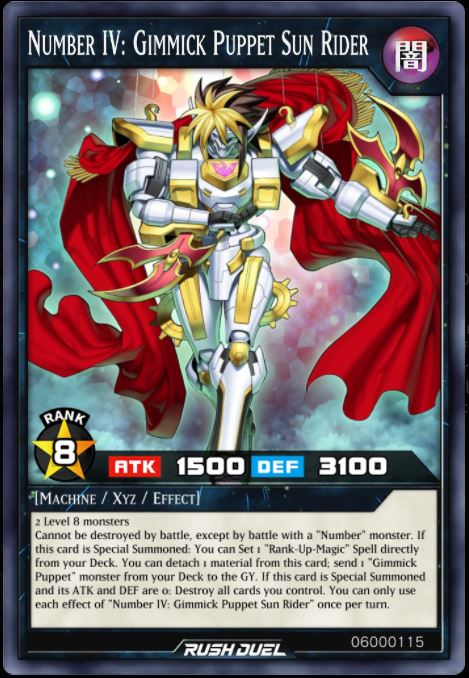 Number IV: Gimmick Puppet Sun Rider
闇
RANK
8
ATK 1500 DEF 3100
[Machine / Xyz / Effect]
2 Level 8 monsters
Cannot be destroyed by battle, except by battle with a "Number" monster. If
this card is Special Summoned: You can Set 1 "Rank-Up-Magic" Spell directly
from your Deck. You can detach 1 material from this card; send 1 "Gimmick
Puppet" monster from your Deck to the GY. If this card is Special Summoned
and its ATK and DEF are 0: Destroy all cards you control. You can only use
each effect of "Number IV: Gimmick Puppet Sun Rider" once per turn.
RUSH DUEL
06000115